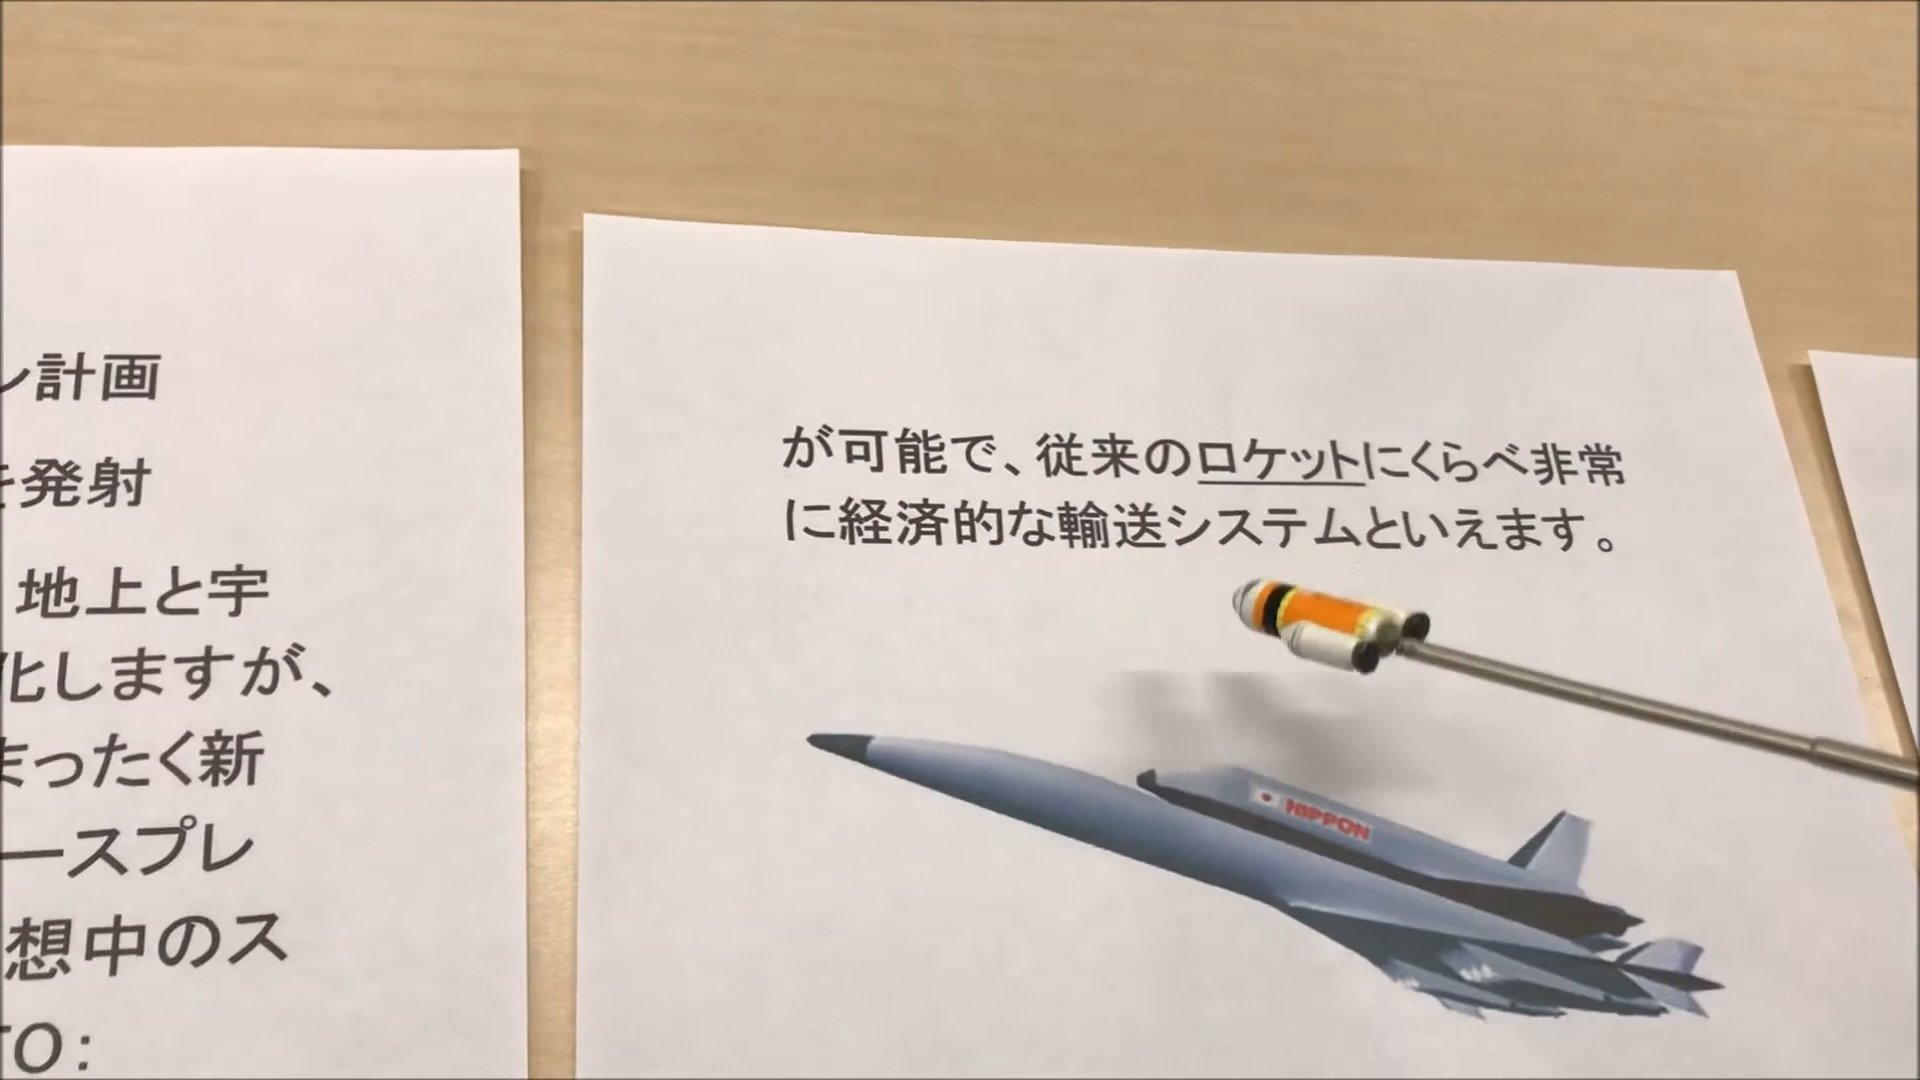 ン計画
を発射
地上と宇
化しますが、
まったく新
ースプレ
想中のス
TO:
が可能で、従来のロケットにくらべ非常
に経済的な輸送システムといえます。
NIPPON